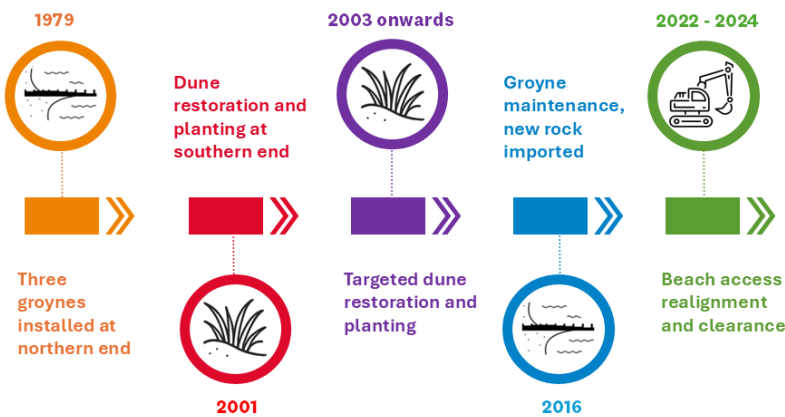 1979
Three
groynes
installed at
northern end
Dune
restoration and
planting at
southern end
2001
2003 onwards
Targeted dune
restoration and
planting
Groyne
maintenance,
new rock
imported
2016
2022 - 2024
Beach access
realignment
and clearance